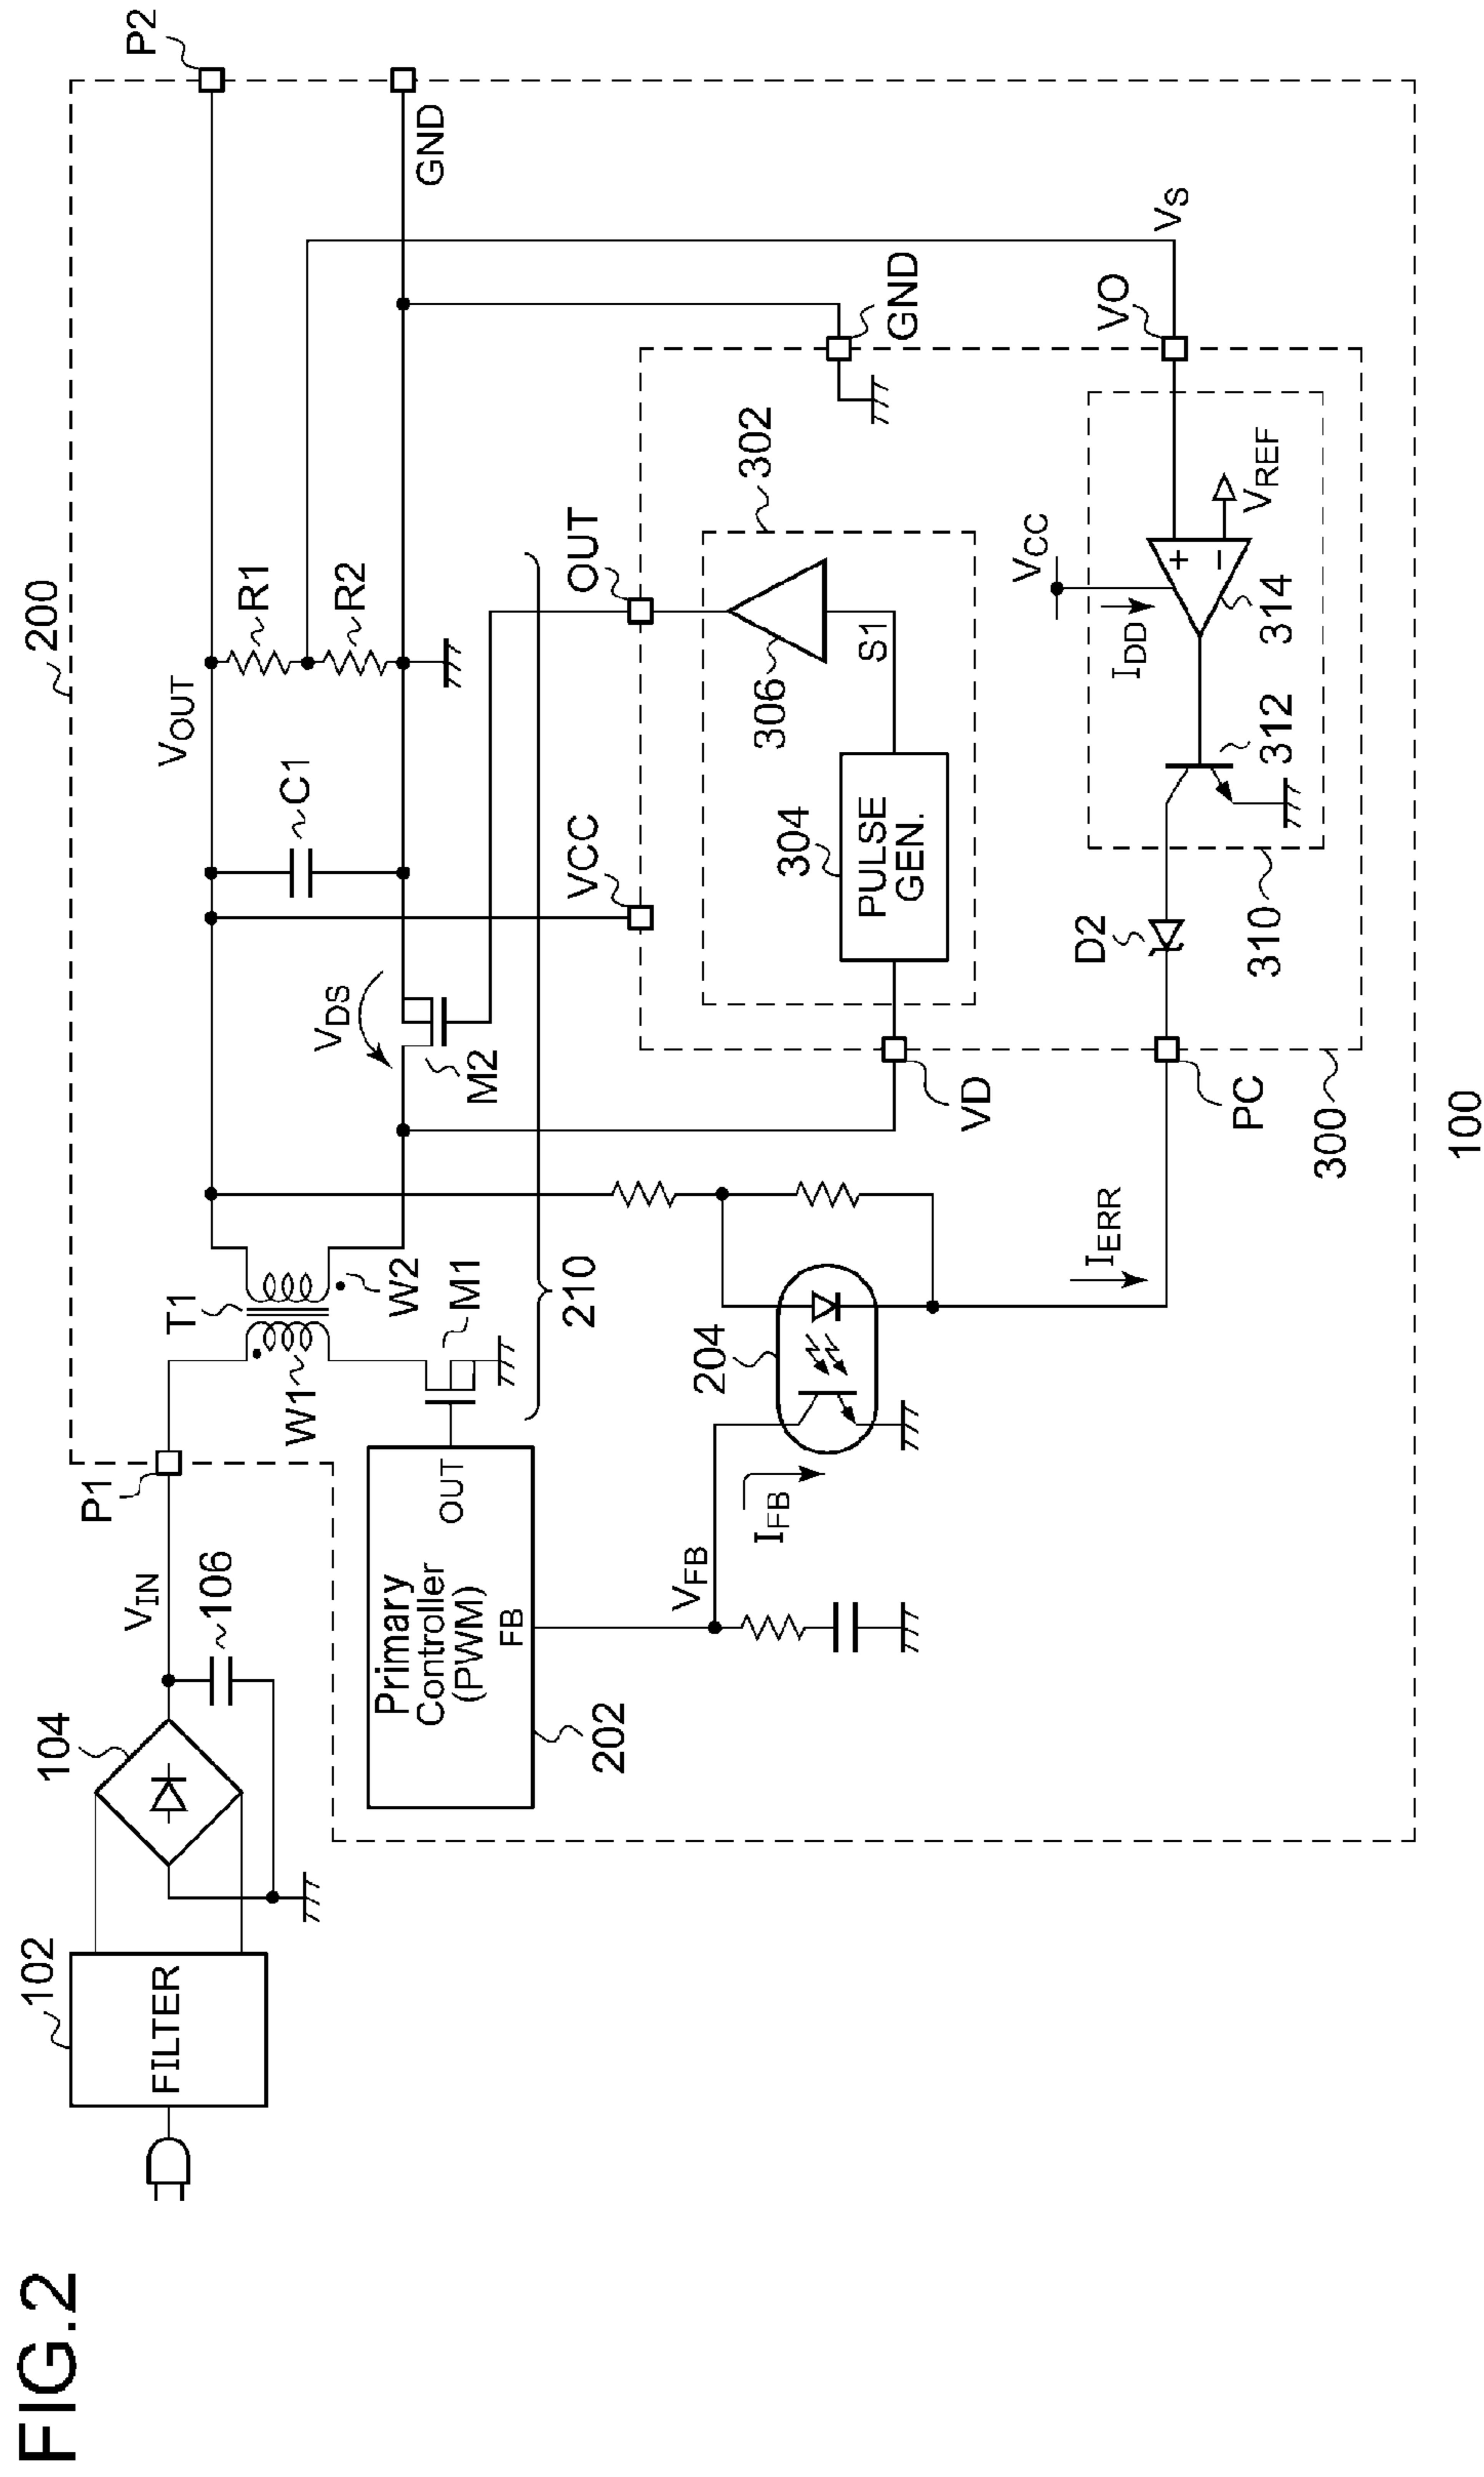 FIG.2
100
200
P2
GND
P1
VIN
106
104
102
FILTER
T1
W1
W2
M1
M2
VDS
VOUT
C1
R1
R2
210
Primary
Controller
(PWM)
OUT
FB
202
VFB
IFB
204
IERR
VCC
OUT
302
304
PULSE
GEN.
306
S1
GND
VO
VS
VD
PC
300
D2
310
312
314
IDD
VCC
VREF
+
−